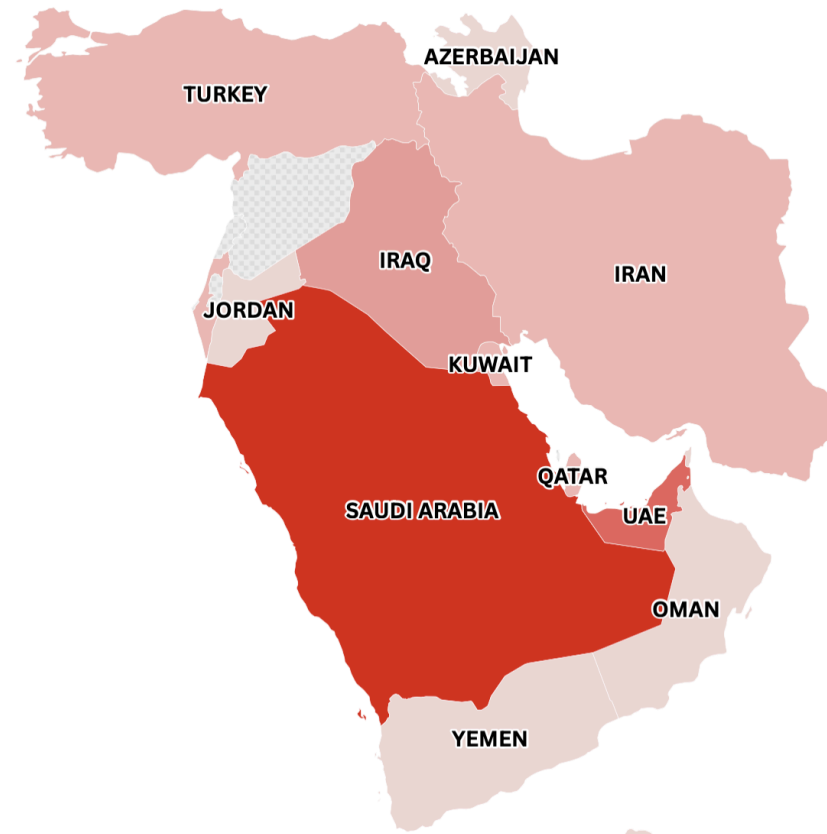 AZERBAIJAN
TURKEY
IRAQ
IRAN
JORDAN
KUWAIT
QATAR
SAUDI ARABIA
UAE
OMAN
YEMEN